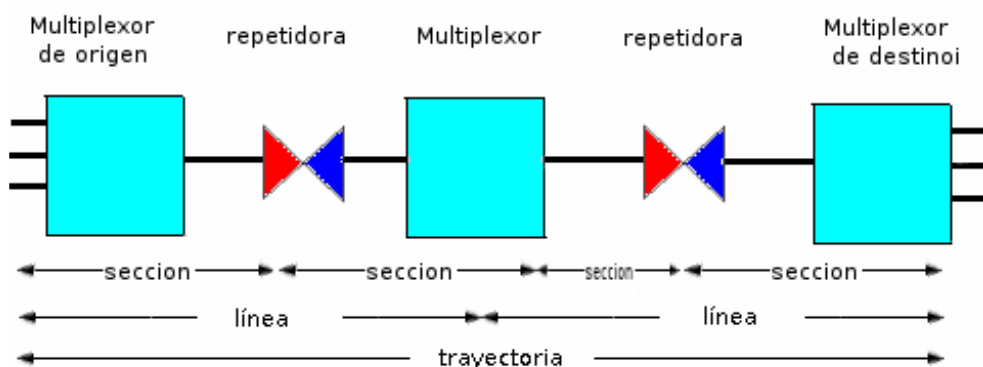 Multiplexor
de origen
repetidora
Multiplexor
repetidora
Multiplexor
de destinoi
seccion
seccion
seccion
seccion
línea
línea
trayectoria